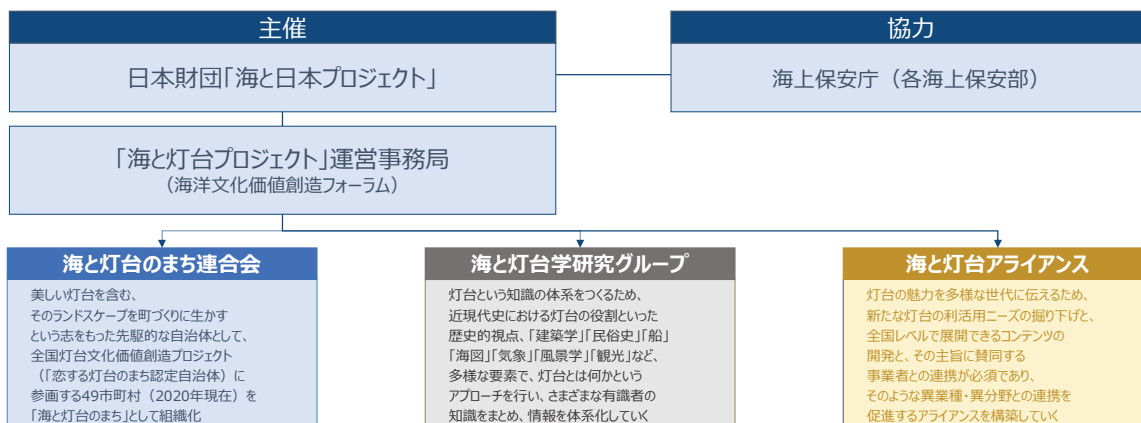 主催
日本財団「海と日本プロジェクト」
協力
海上保安庁（各海上保安部）
「海と灯台プロジェクト」運営事務局
（海洋文化価値創造フォーラム）
海と灯台のまち連合会
美しい灯台を含む、
そのランドスケープを町づくりに生かす
という志をもった先駆的な自治体として、
全国灯台文化価値創造プロジェクト
（「恋する灯台のまち認定自治体）に
参画する49市町村（2020年現在）を
「海と灯台のまち」として組織化
海と灯台学研究グループ
灯台という知識の体系をつくるため、
近現代史における灯台の役割といった
歴史的視点、「建築学」「民俗史」「船」
「海図」「気象」「風景学」「観光」など、
多様な要素で、灯台とは何かという
アプローチを行い、さまざまな有識者の
知識をまとめ、情報を体系化していく
海と灯台アライアンス
灯台の魅力を多様な世代に伝えるため、
新たな灯台の利活用ニーズの掘り下げと、
全国レベルで展開できるコンテンツの
開発と、その主旨に賛同する
事業者との連携が必須であり、
そのような異業種・異分野との連携を
促進するアライアンスを構築していく